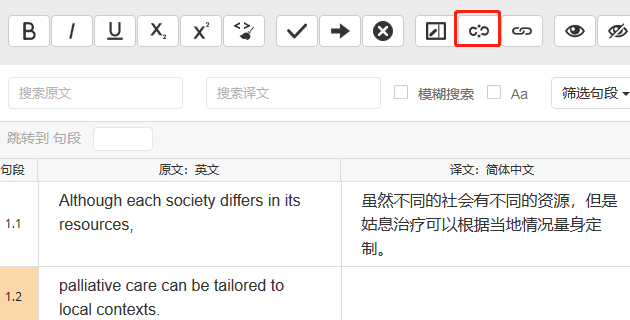 B I U X₂ X²
搜索原文 搜索译文 模糊搜索 Aa 筛选句段
跳转到 句段
句段 原文：英文 译文：简体中文
1.1
Although each society differs in its
resources,
虽然不同的社会有不同的资源，但是
姑息治疗可以根据当地情况量身定
制。
1.2
palliative care can be tailored to
local contexts.